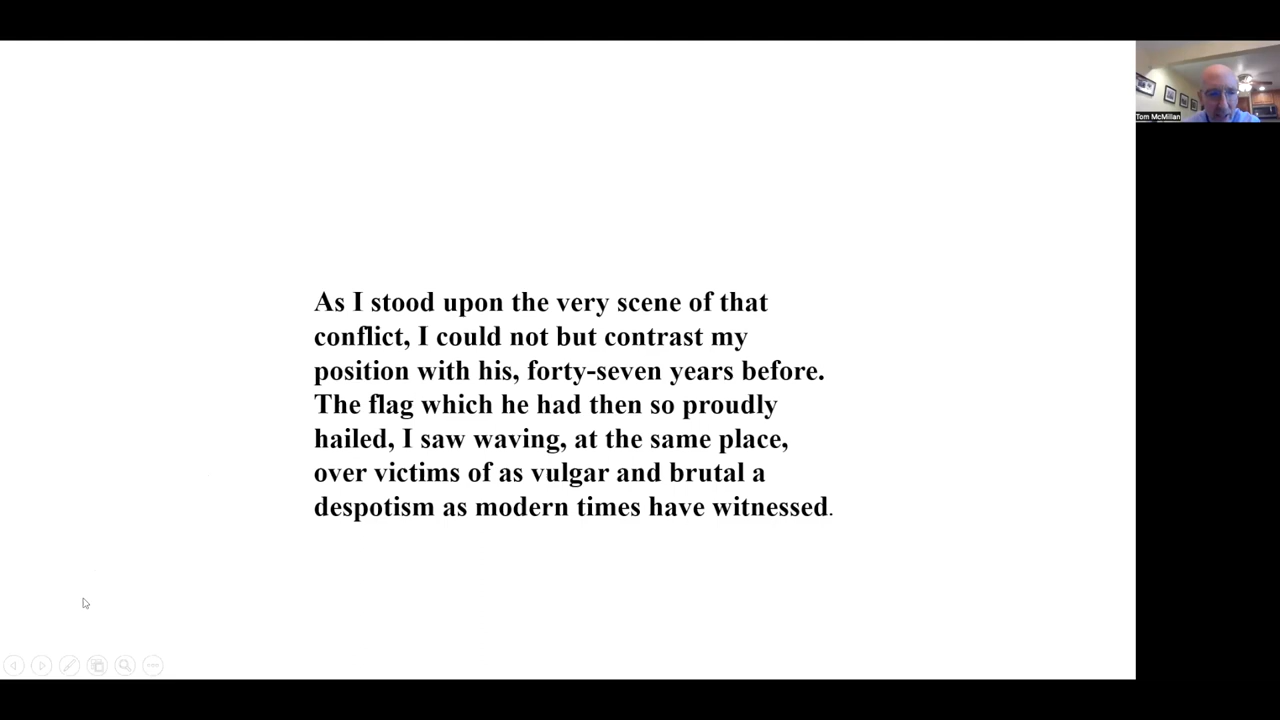 Tom McMillan
As I stood upon the very scene of that
conflict, I could not but contrast my
position with his, forty-seven years before.
The flag which he had then so proudly
hailed, I saw waving, at the same place,
over victims of as vulgar and brutal a
despotism as modern times have witnessed.